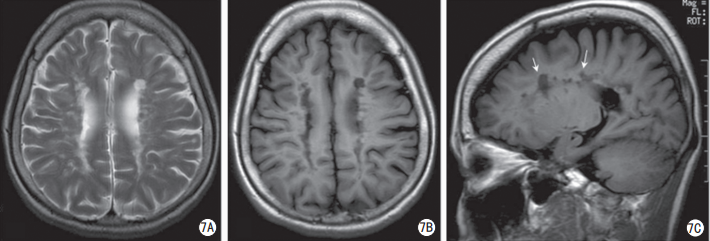 Mag =
FL:
ROT:
7A
7B
7C